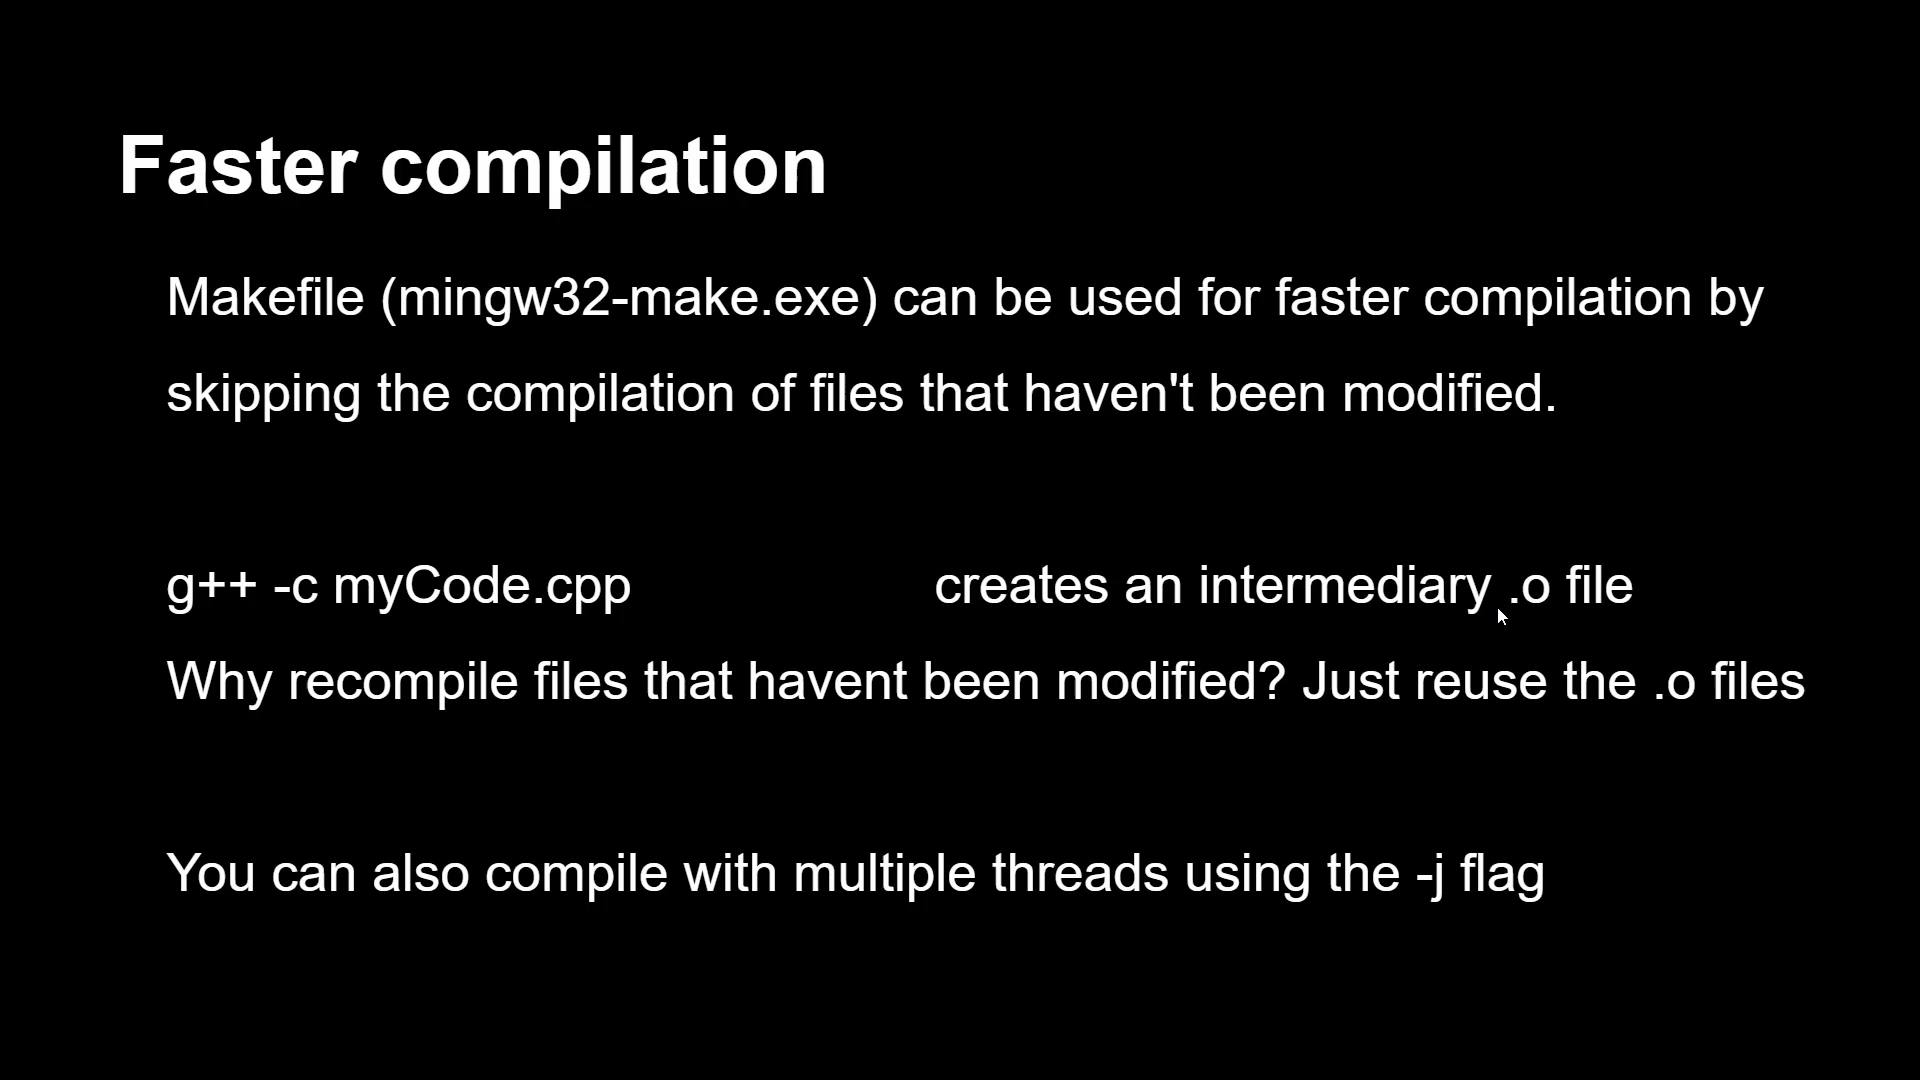 Faster compilation
Makefile (mingw32-make.exe) can be used for faster compilation by
skipping the compilation of files that haven't been modified.
g++ -c myCode.cpp creates an intermediary .o file
Why recompile files that havent been modified? Just reuse the .o files
You can also compile with multiple threads using the -j flag